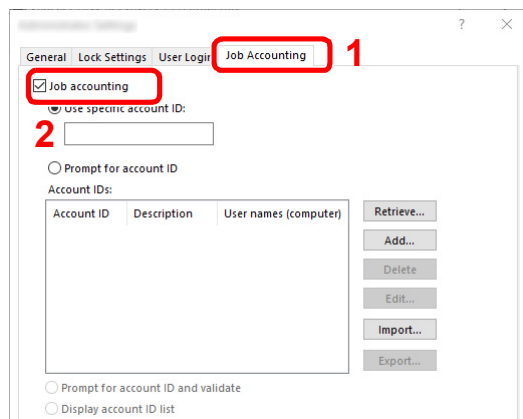 ? ×
General Lock Settings User Login Job Accounting 1
Job accounting
Use specific account ID:
2
Prompt for account ID
Account IDs:
Account ID Description User names (computer) Retrieve...
Add...
Delete
Edit...
Import...
Export...
Prompt for account ID and validate
Display account ID list